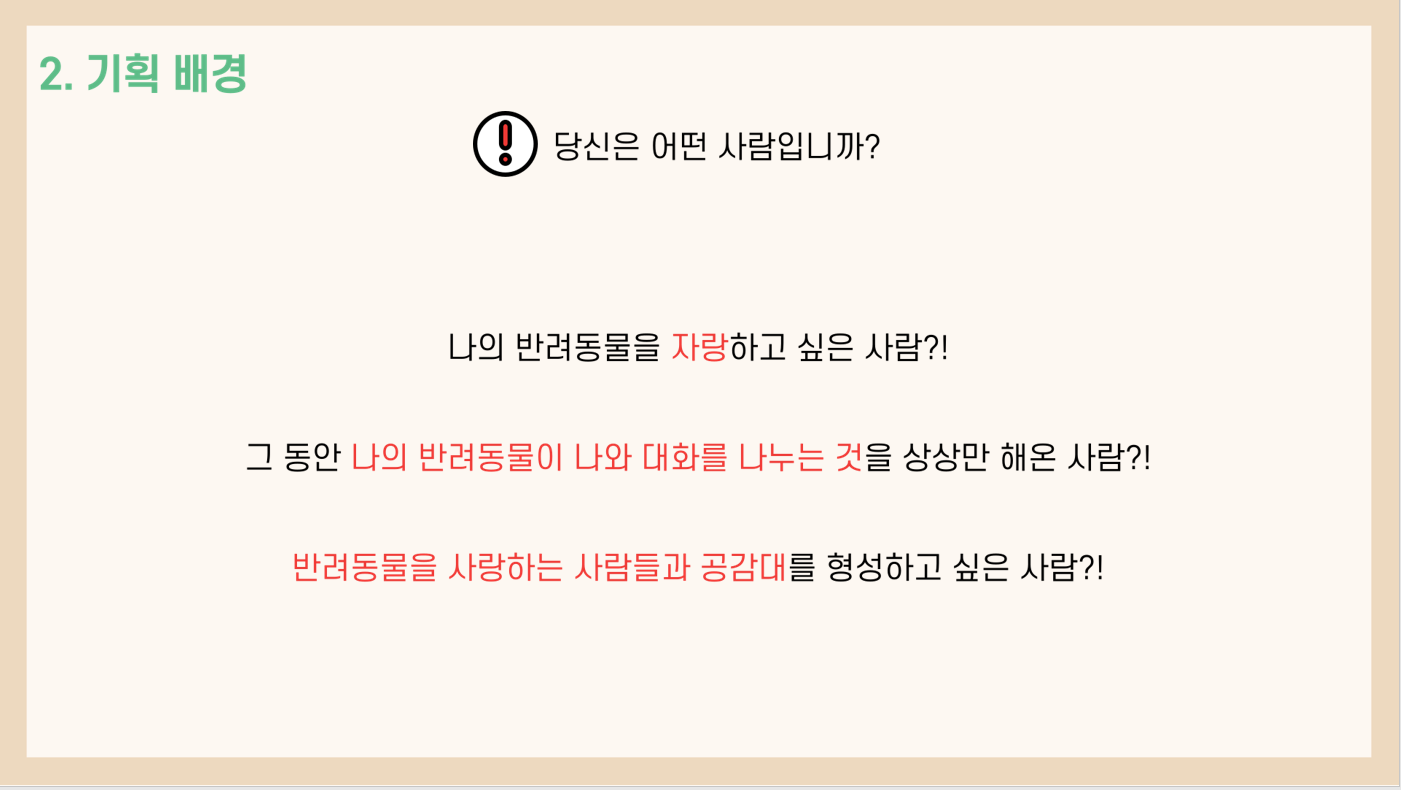 2. 기획 배경
당신은 어떤 사람입니까?
나의 반려동물을 자랑하고 싶은 사람?!
그 동안 나의 반려동물이 나와 대화를 나누는 것을 상상만 해온 사람?!
반려동물을 사랑하는 사람들과 공감대를 형성하고 싶은 사람?!